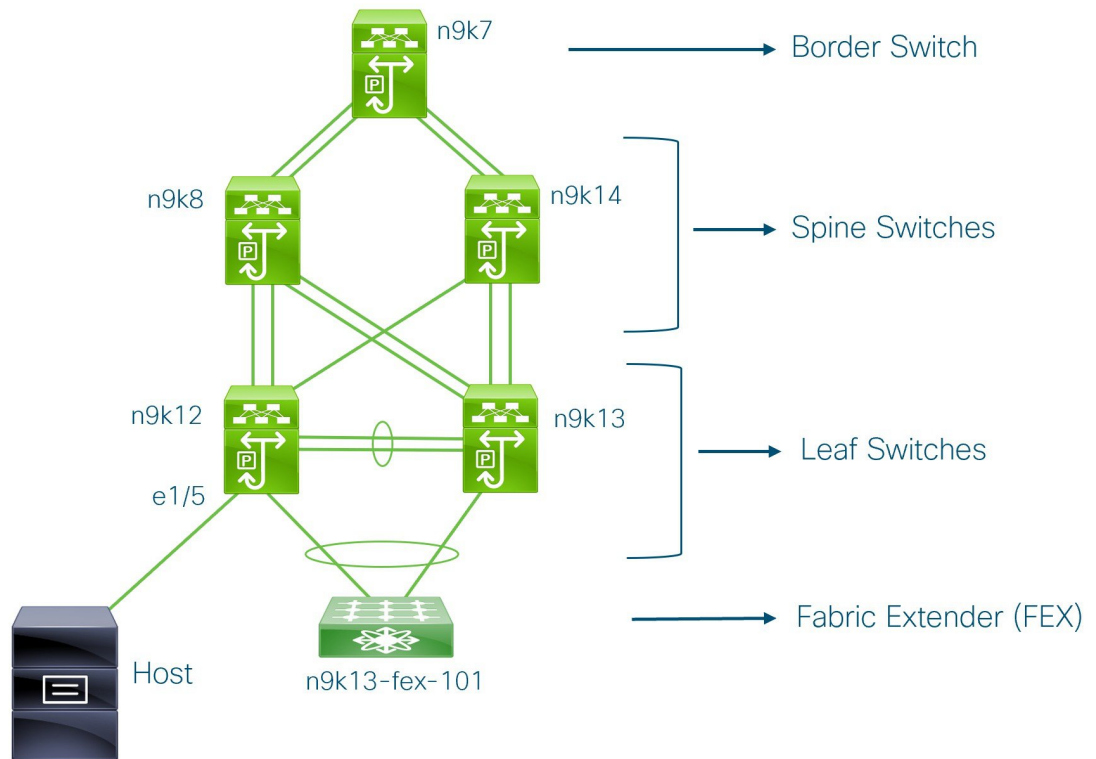 n9k7
Border Switch
n9k8
n9k14
Spine Switches
P
P
P
n9k12
n9k13
Leaf Switches
P
P
e1/5
Fabric Extender (FEX)
Host
n9k13-fex-101